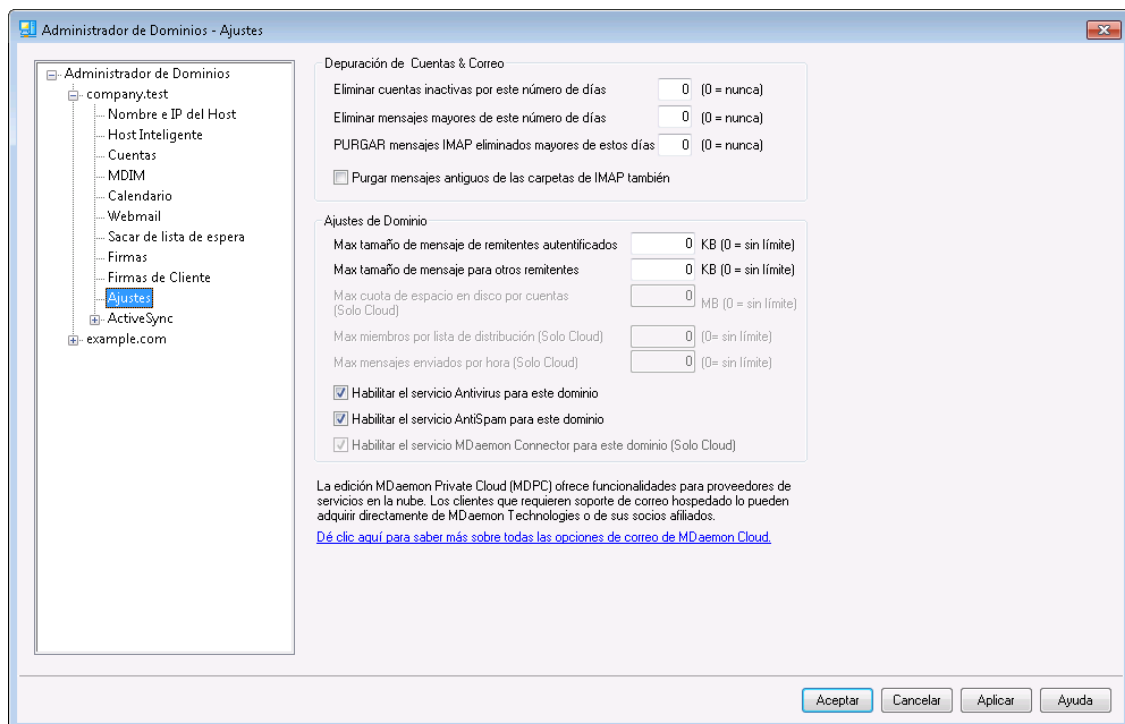 Administrador de Dominios - Ajustes
Administrador de Dominios
company.test
Nombre e IP del Host
Host Inteligente
Cuentas
MDIM
Calendario
Webmail
Sacar de lista de espera
Firmas
Firmas de Cliente
Ajustes
ActiveSync
example.com
Depuración de Cuentas & Correo
Eliminar cuentas inactivas por este número de días 0 (0 = nunca)
Eliminar mensajes mayores de este número de días 0 (0 = nunca)
PURGAR mensajes IMAP eliminados mayores de estos días 0 (0 = nunca)
Purgar mensajes antiguos de las carpetas de IMAP también
Ajustes de Dominio
Max tamaño de mensaje de remitentes autentificados 0 KB (0 = sin límite)
Max tamaño de mensaje para otros remitentes 0 KB (0 = sin límite)
Max cuota de espacio en disco por cuentas
(Solo Cloud) 0 MB (0 = sin límite)
Max miembros por lista de distribución (Solo Cloud) 0 (0= sin límite)
Max mensajes enviados por hora (Solo Cloud) 0 (0= sin límite)
Habilitar el servicio Antivirus para este dominio
Habilitar el servicio AntiSpam para este dominio
Habilitar el servicio MDaemon Connector para este dominio (Solo Cloud)
La edición MDaemon Private Cloud (MDPC) ofrece funcionalidades para proveedores de
servicios en la nube. Los clientes que requieren soporte de correo hospedado lo pueden
adquirir directamente de MDaemon Technologies o de sus socios afiliados.
Dé clic aquí para saber más sobre todas las opciones de correo de MDaemon Cloud.
Aceptar Cancelar Aplicar Ayuda